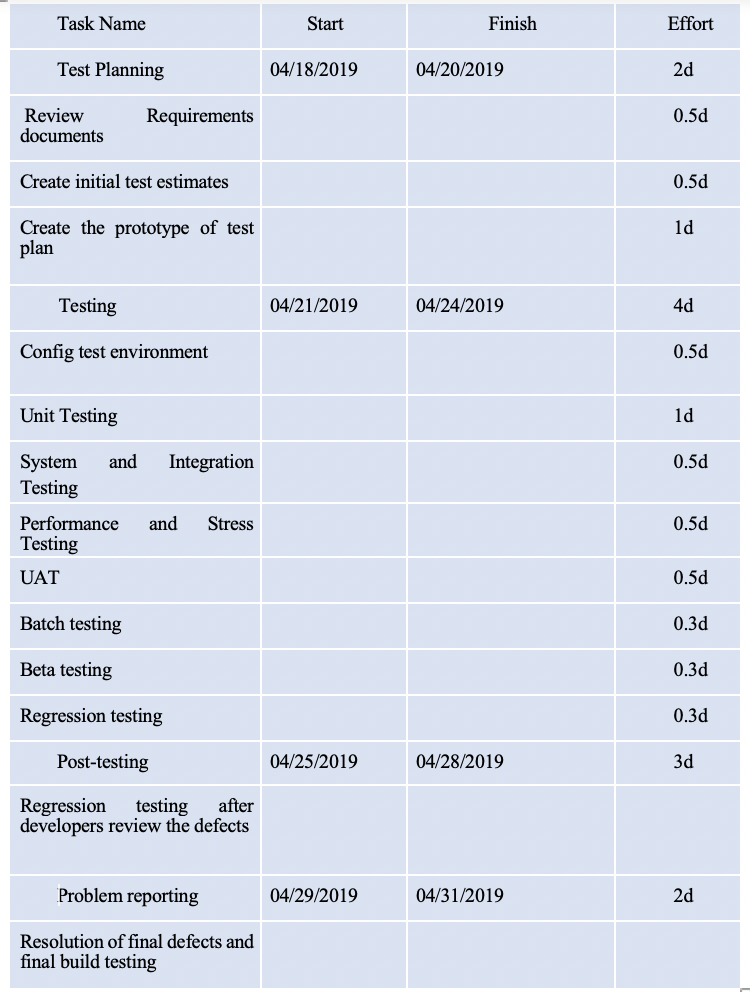 Task Name Start Finish Effort
Test Planning 04/18/2019 04/20/2019 2d
Review Requirements 0.5d
documents
Create initial test estimates 0.5d
Create the prototype of test 1d
plan
Testing 04/21/2019 04/24/2019 4d
Config test environment 0.5d
Unit Testing 1d
System and Integration 0.5d
Testing
Performance and Stress 0.5d
Testing
UAT 0.5d
Batch testing 0.3d
Beta testing 0.3d
Regression testing 0.3d
Post-testing 04/25/2019 04/28/2019 3d
Regression testing after
developers review the defects
Problem reporting 04/29/2019 04/31/2019 2d
Resolution of final defects and
final build testing